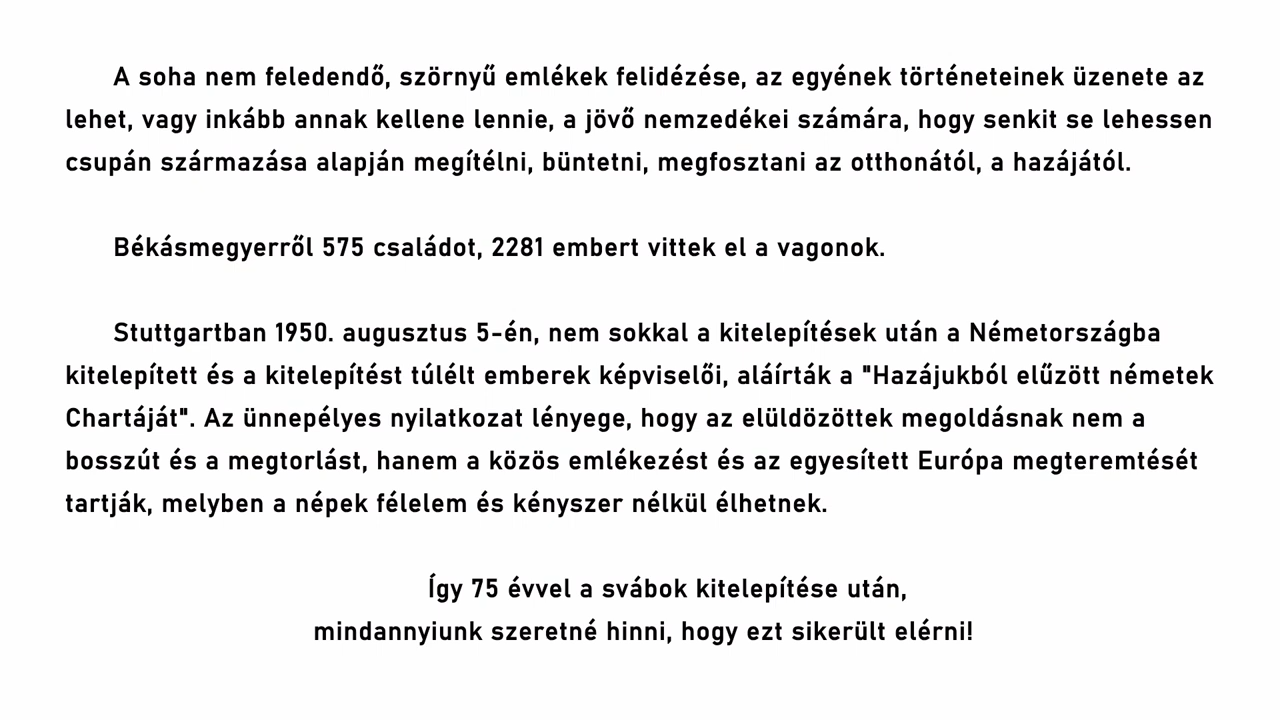 A soha nem feledendő, szörnyű emlékek felidézése, az egyének történeteinek üzenete az
lehet, vagy inkább annak kellene lennie, a jövő nemzedékei számára, hogy senkit se lehessen
csupán származása alapján megítélni, büntetni, megfosztani az otthonától, a hazájától.
Békásmegyerről 575 családot, 2281 embert vittek el a vagonok.
Stuttgartban 1950. augusztus 5-én, nem sokkal a kitelepítések után a Németországba
kitelepített és a kitelepítést túlélt emberek képviselői, aláírták a "Hazájukból elűzött németek
Chartáját". Az ünnepélyes nyilatkozat lényege, hogy az elüldözöttek megoldásnak nem a
bosszút és a megtorlást, hanem a közös emlékezést és az egyesített Európa megteremtését
tartják, melyben a népek félelem és kényszer nélkül élhetnek.
Így 75 évvel a svábok kitelepítése után,
mindannyiunk szeretné hinni, hogy ezt sikerült elérni!